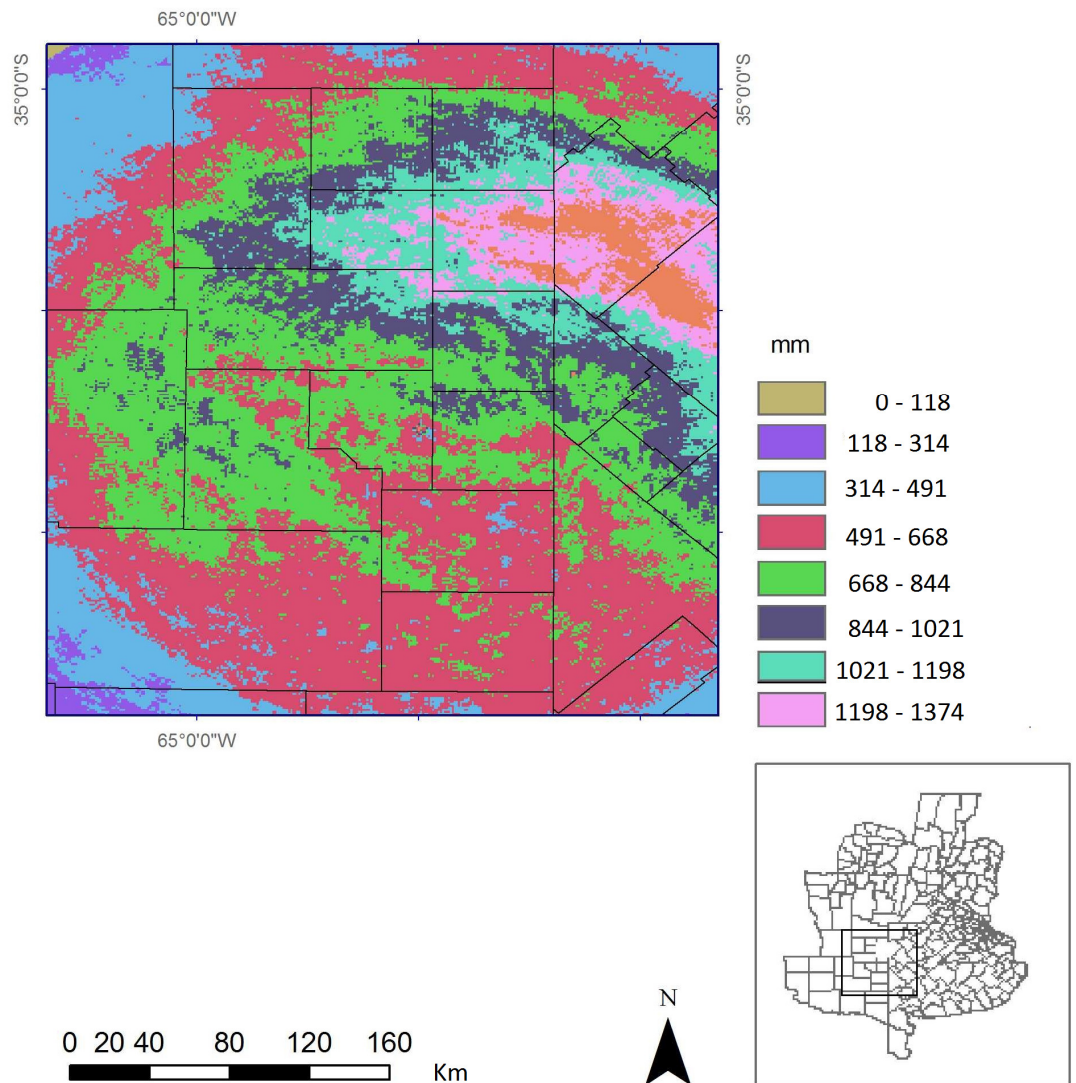 65°0'0"W
35°0'0"S
35°0'0"S
mm
0 - 118
118 - 314
314 - 491
491 - 668
668 - 844
844 - 1021
1021 - 1198
1198 - 1374
65°0'0"W
N
0 20 40 80 120 160
Km